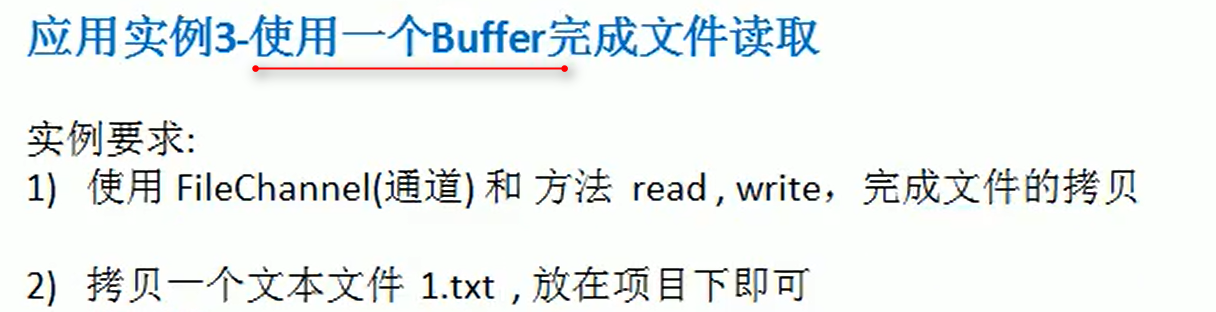 应用实例3-使用一个Buffer完成文件读取
实例要求:
1) 使用 FileChannel(通道) 和 方法 read , write，完成文件的拷贝
2) 拷贝一个文本文件 1.txt , 放在项目下即可